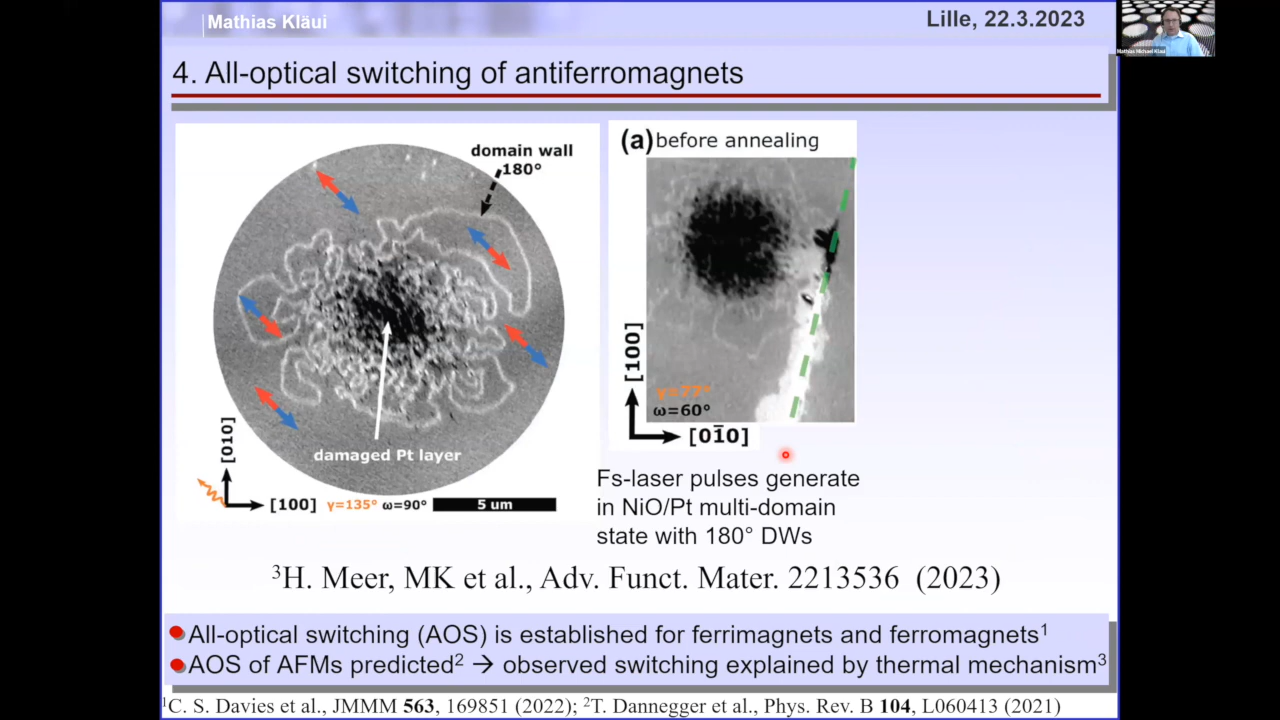 Mathias Kläui
Lille, 22.3.2023
Mathias Michael Kläui
4. All-optical switching of antiferromagnets
domain wall
180°
damaged Pt layer
[010]
[100] γ=135° ω=90° 5 um
(a) before annealing
[100]
γ=77°
ω=60°
[01̄0]
Fs-laser pulses generate
in NiO/Pt multi-domain
state with 180° DWs
³H. Meer, MK et al., Adv. Funct. Mater. 2213536 (2023)
All-optical switching (AOS) is established for ferrimagnets and ferromagnets¹
AOS of AFMs predicted² → observed switching explained by thermal mechanism³
¹C. S. Davies et al., JMMM 563, 169851 (2022); ²T. Dannegger et al., Phys. Rev. B 104, L060413 (2021)